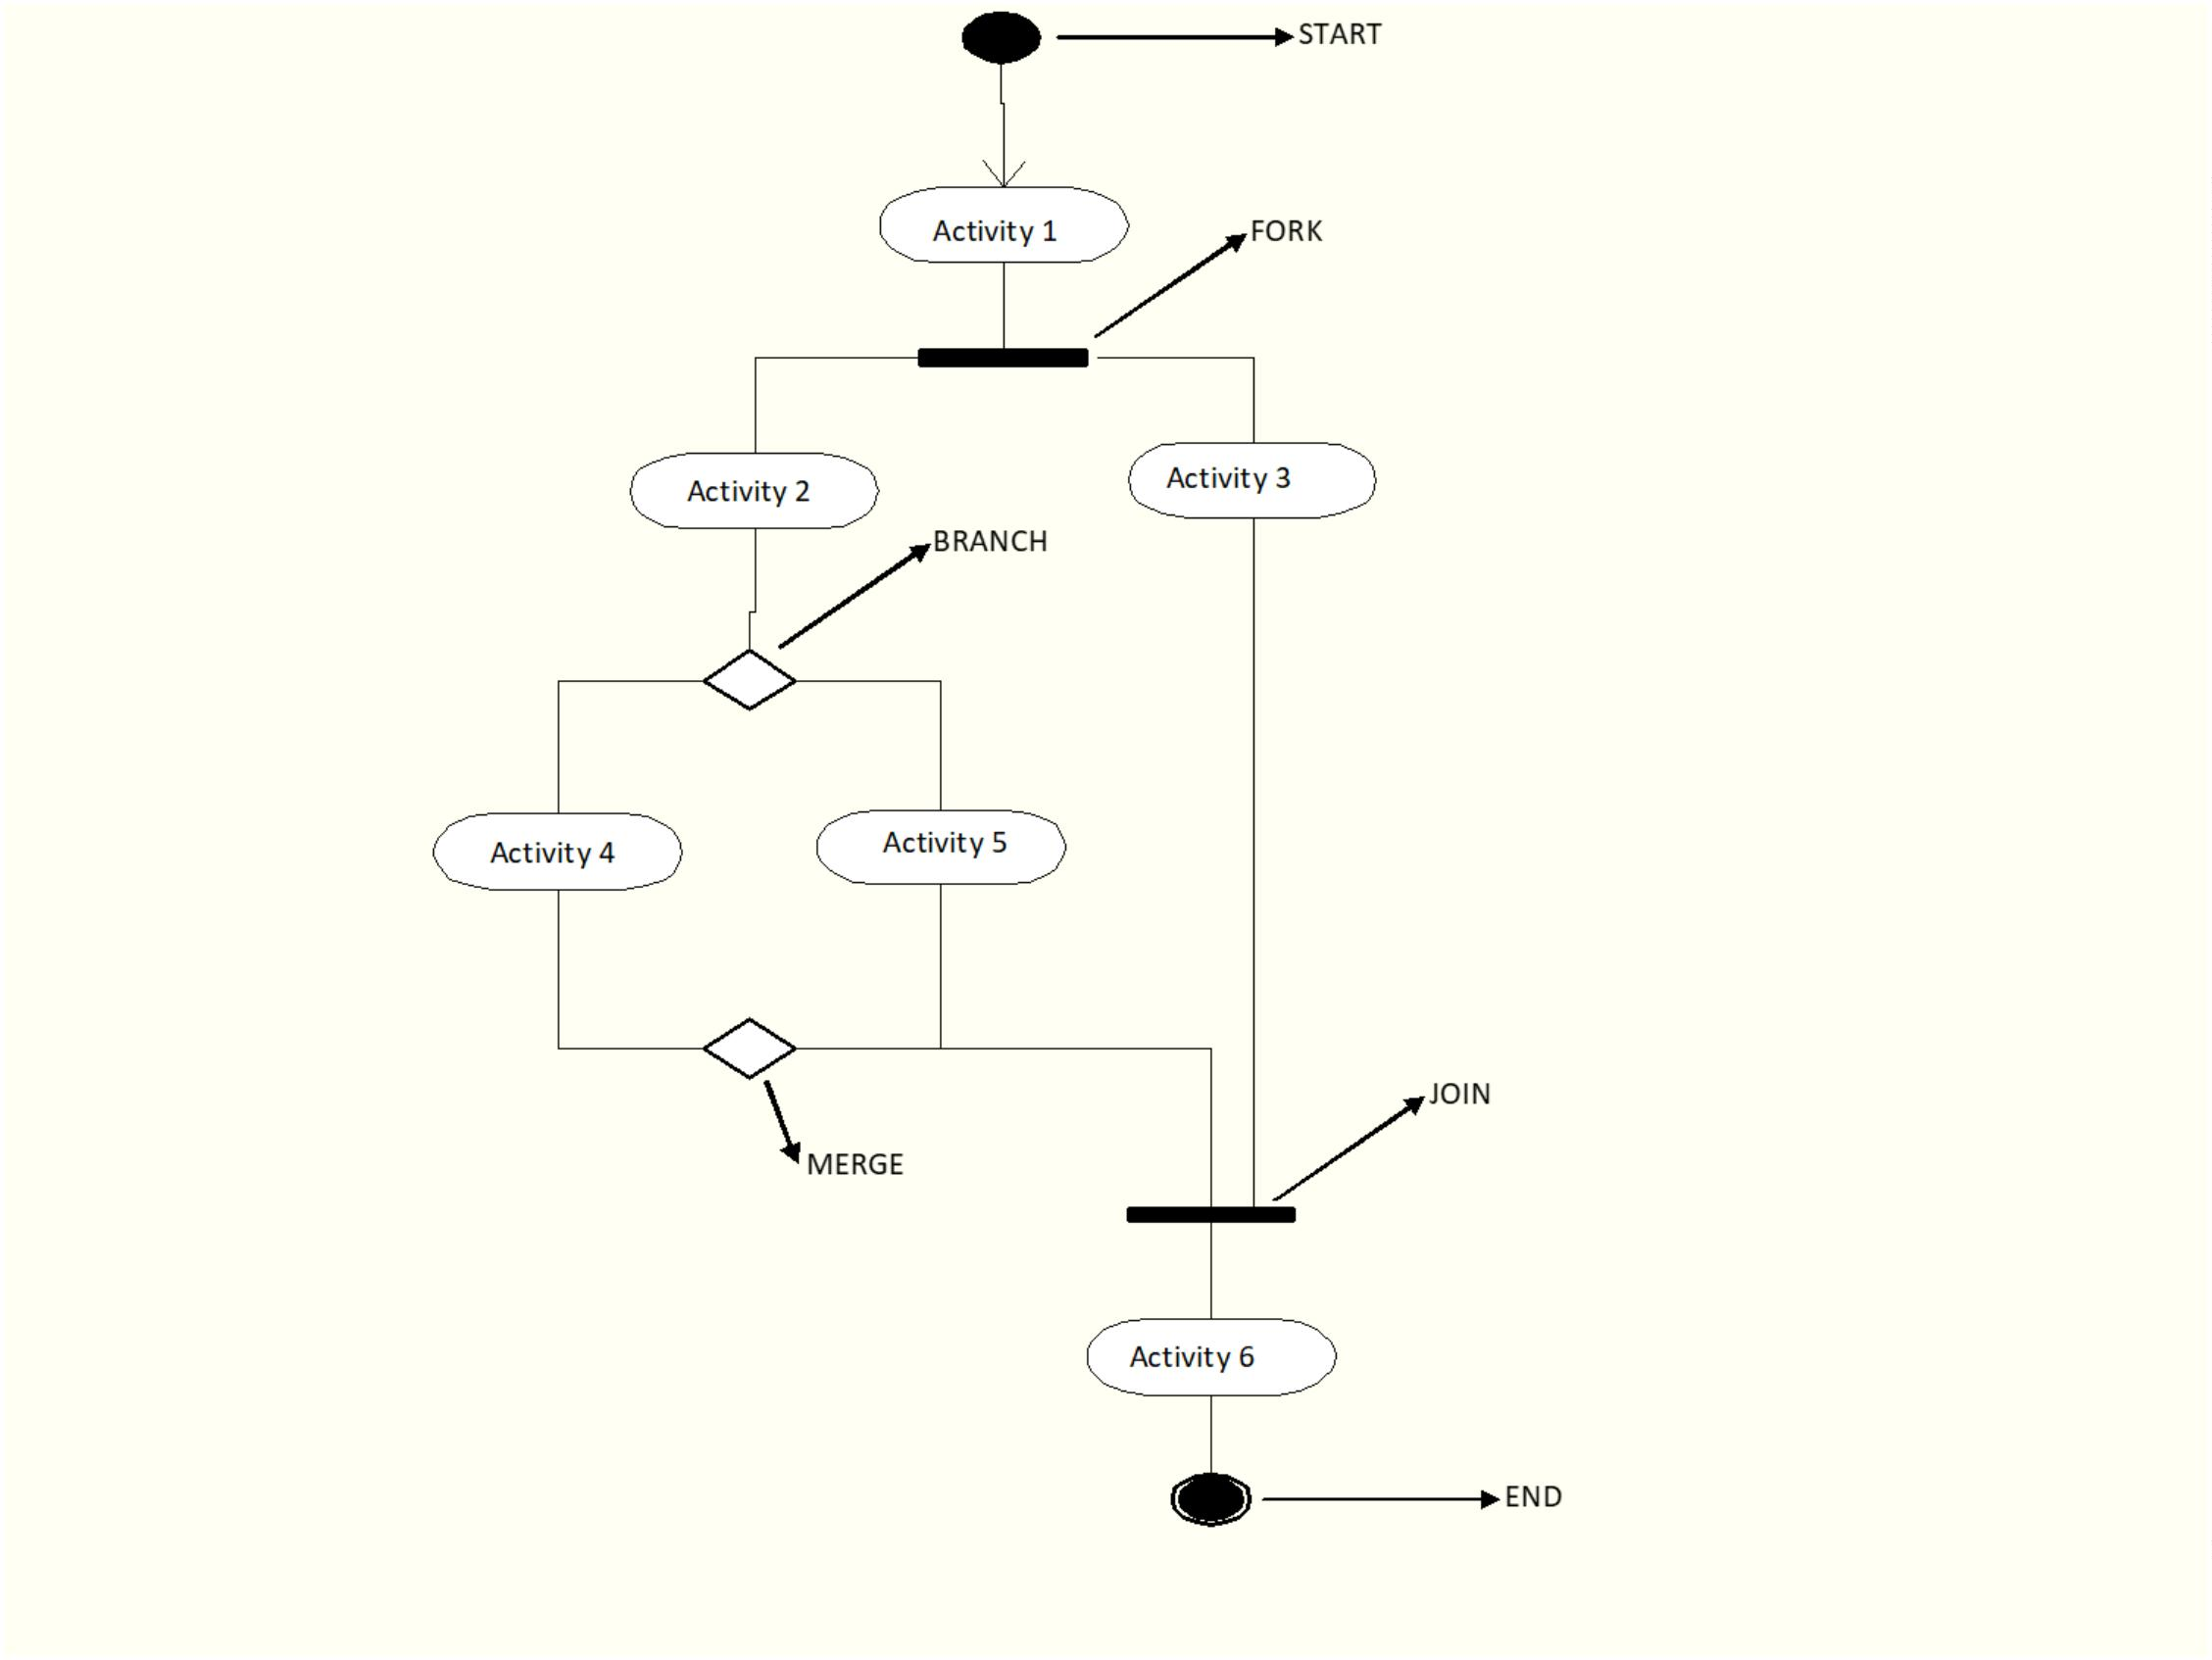 START
Activity 1
FORK
Activity 2
Activity 3
BRANCH
Activity 4
Activity 5
MERGE
JOIN
Activity 6
END